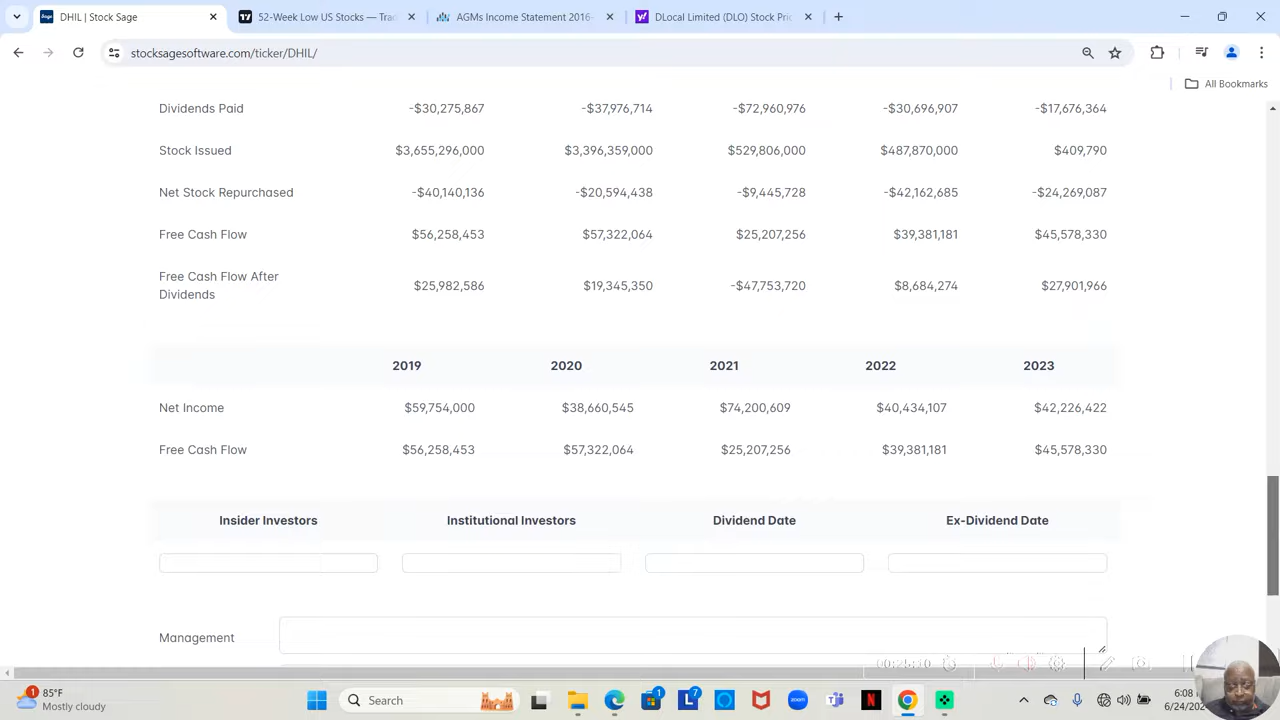 DHIL | Stock Sage
52-Week Low US Stocks — Tra
AGM Income Statement 2016-
DLocal Limited (DLO) Stock Pric
stocksagesoftware.com/ticker/DHIL/
All Bookmarks
Dividends Paid -$30,275,867 -$37,976,714 -$72,960,976 -$30,696,907 -$17,676,364
Stock Issued $3,655,296,000 $3,396,359,000 $529,806,000 $487,870,000 $409,790
Net Stock Repurchased -$40,140,136 -$20,594,438 -$9,445,728 -$42,162,685 -$24,269,087
Free Cash Flow $56,258,453 $57,322,064 $25,207,256 $39,381,181 $45,578,330
Free Cash Flow After
Dividends $25,982,586 $19,345,350 -$47,753,720 $8,684,274 $27,901,966
2019 2020 2021 2022 2023
Net Income $59,754,000 $38,660,545 $74,200,609 $40,434,107 $42,226,422
Free Cash Flow $56,258,453 $57,322,064 $25,207,256 $39,381,181 $45,578,330
Insider Investors Institutional Investors Dividend Date Ex-Dividend Date
Management
85°F
Mostly cloudy
Search
6:08
6/24/20